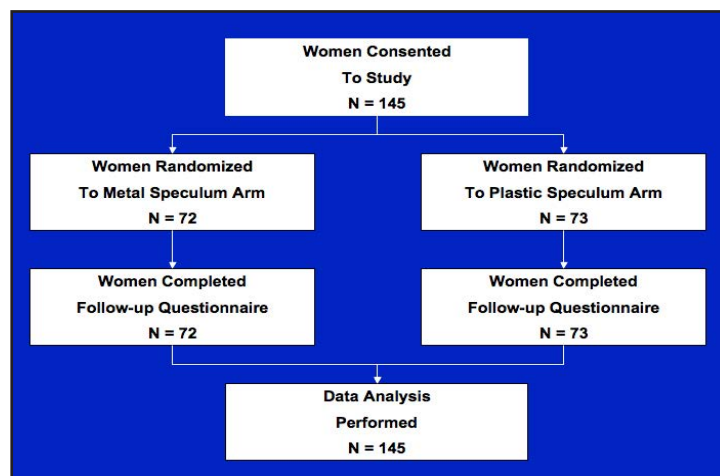 Women Consented
To Study
N = 145
Women Randomized
To Metal Speculum Arm
N = 72
Women Randomized
To Plastic Speculum Arm
N = 73
Women Completed
Follow-up Questionnaire
N = 72
Women Completed
Follow-up Questionnaire
N = 73
Data Analysis
Performed
N = 145